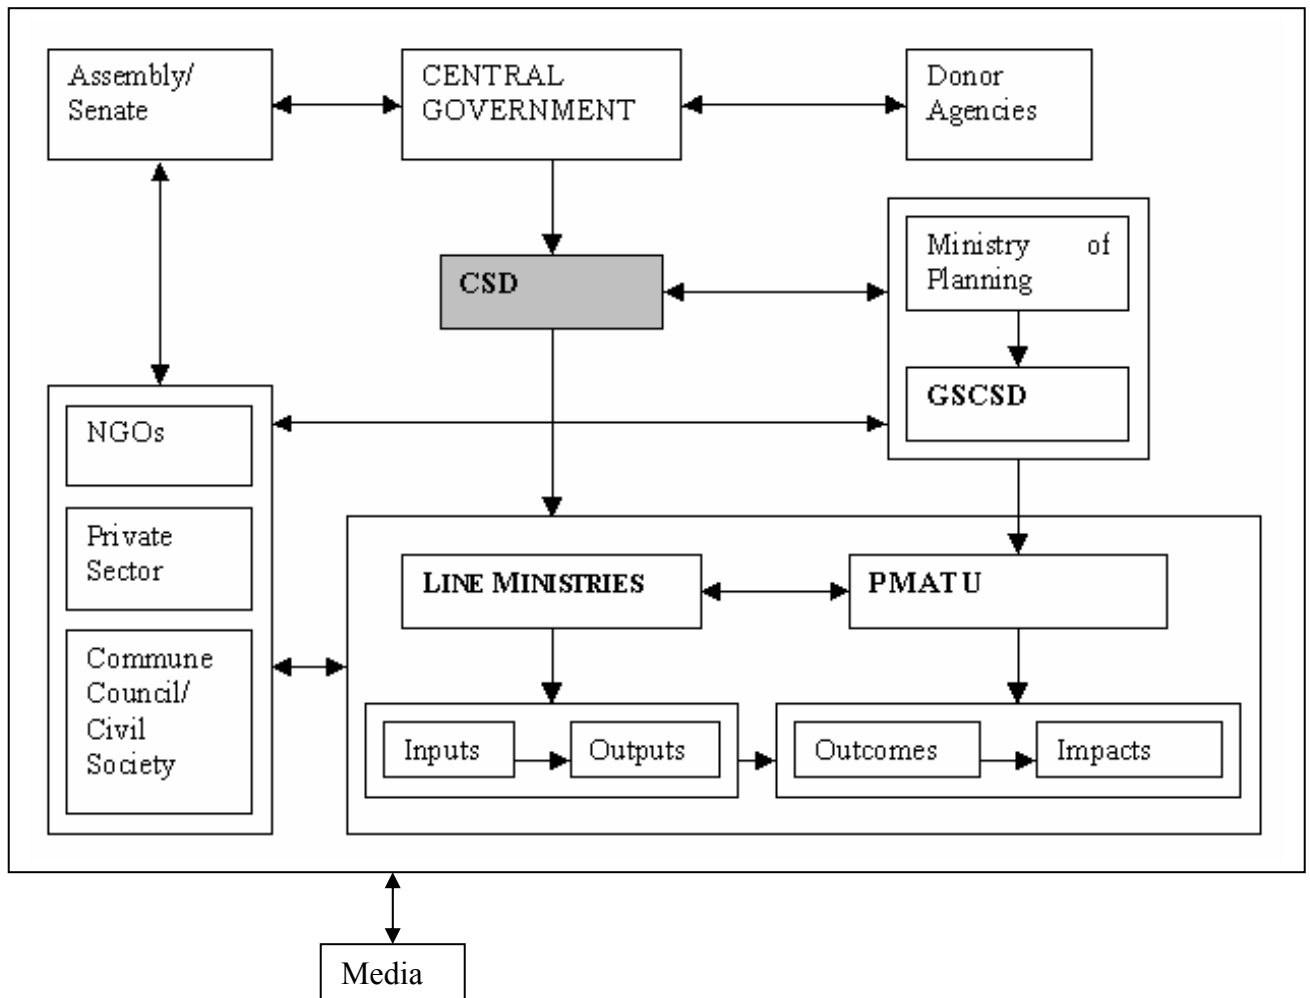 Assembly/
Senate
CENTRAL
GOVERNMENT
Donor
Agencies
CSD
Ministry of
Planning
GSCSD
NGOs
Private
Sector
Commune
Council/
Civil
Society
LINE MINISTRIES
PMATU
Inputs
Outputs
Outcomes
Impacts
Media